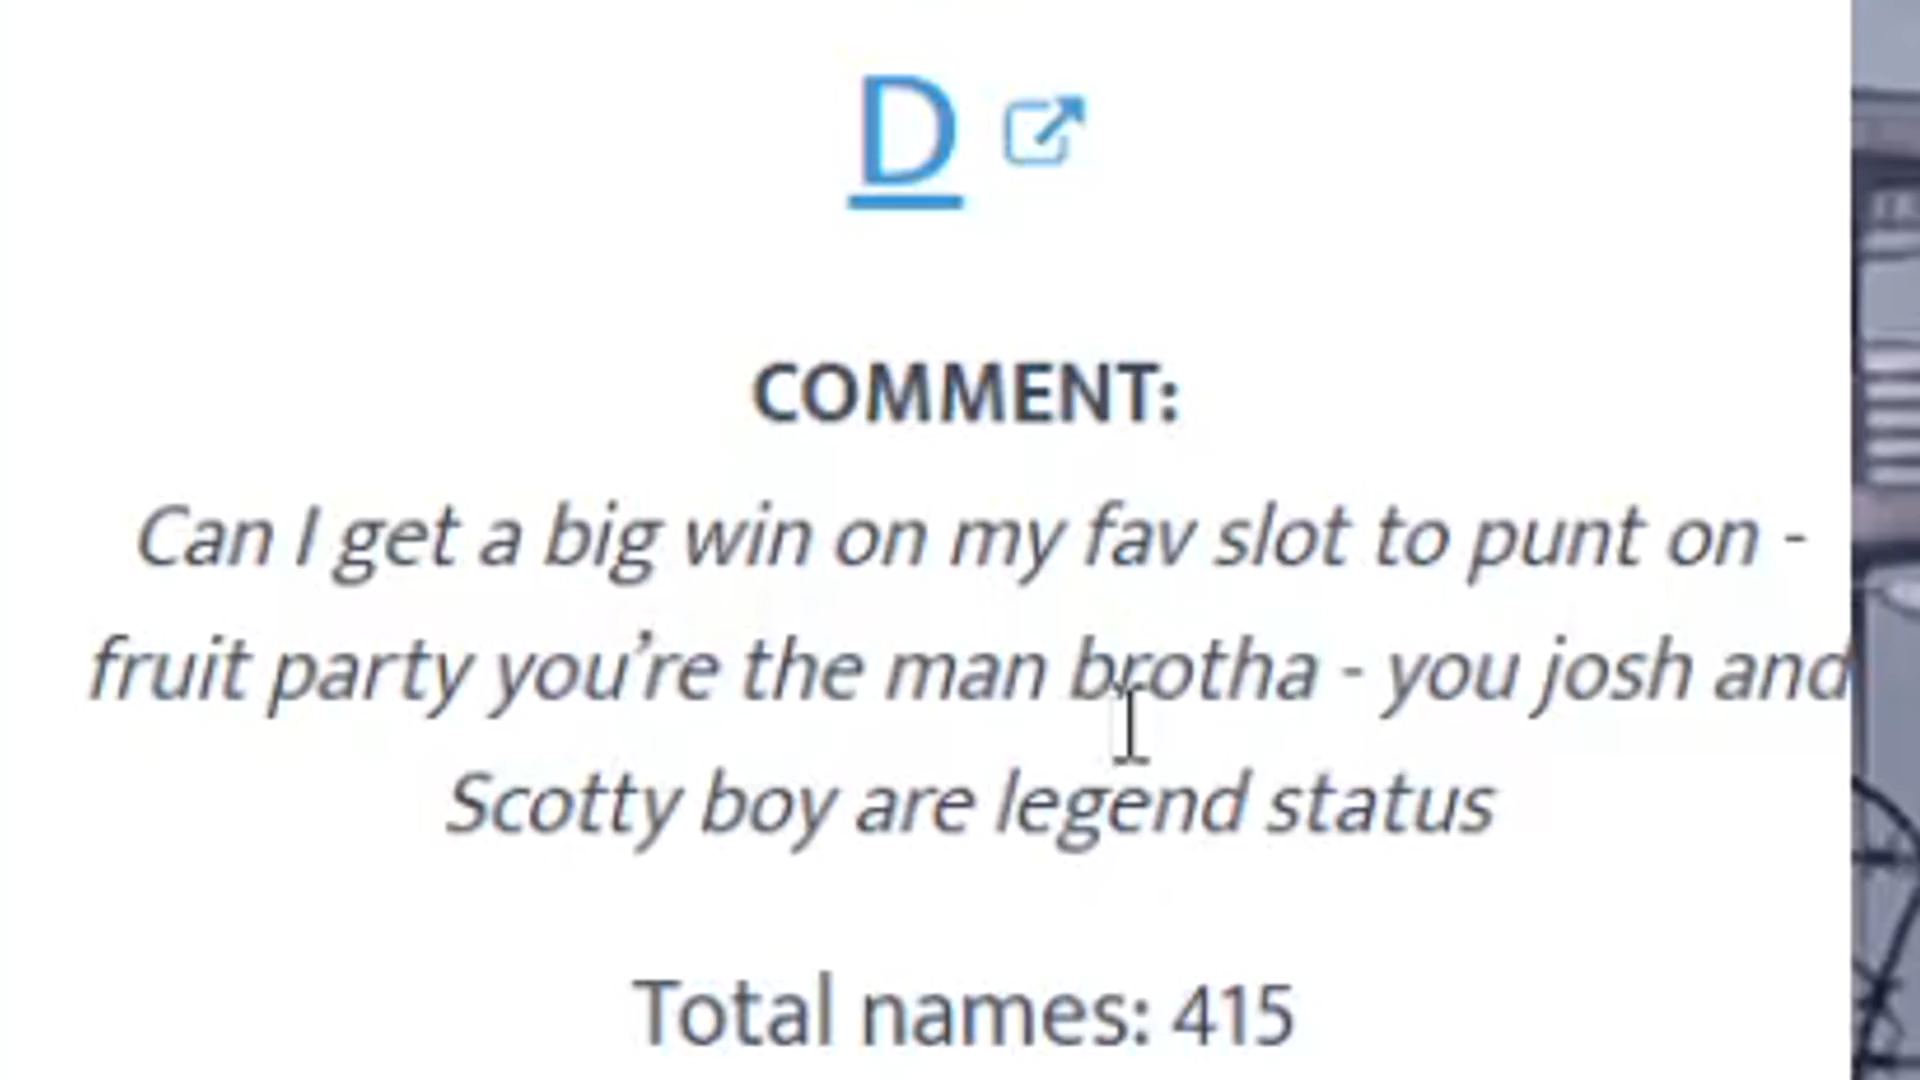 D
COMMENT:
Can I get a big win on my fav slot to punt on -
fruit party you’re the man brotha - you josh and
Scotty boy are legend status
Total names: 415